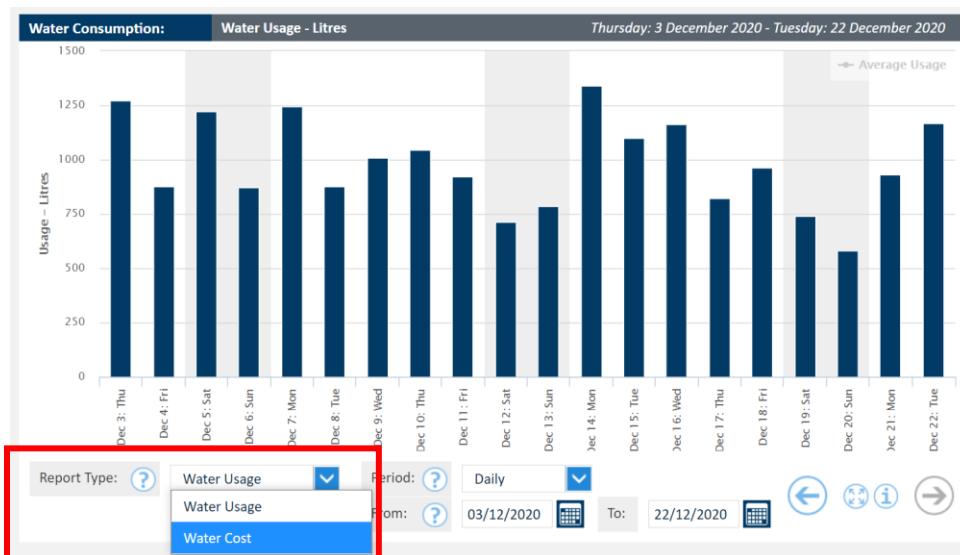 Water Consumption: Water Usage - Litres Thursday: 3 December 2020 - Tuesday: 22 December 2020
Average Usage
Usage – Litres
1500
1250
1000
750
500
250
0
Dec 3: Thu
Dec 4: Fri
Dec 5: Sat
Dec 6: Sun
Dec 7: Mon
Dec 8: Tue
Dec 9: Wed
Dec 10: Thu
Dec 11: Fri
Dec 12: Sat
Dec 13: Sun
Dec 14: Mon
Dec 15: Tue
Dec 16: Wed
Dec 17: Thu
Dec 18: Fri
Dec 19: Sat
Dec 20: Sun
Dec 21: Mon
Dec 22: Tue
Report Type: ? Water Usage Period: ? Daily
Water Usage
From: ? 03/12/2020 To: 22/12/2020
Water Cost